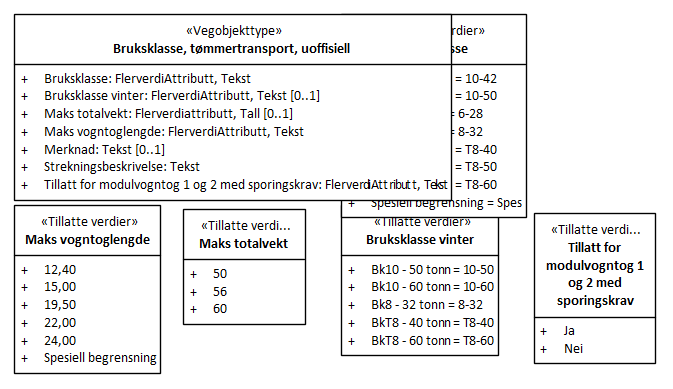 «Vegobjekttype»
Bruksklasse, tømmertransport, uoffisiell
+ Bruksklasse: FlerverdiAttributt, Tekst
+ Bruksklasse vinter: FlerverdiAttributt, Tekst [0..1]
+ Maks totalvekt: Flerverdiattributt, Tall [0..1]
+ Maks vogntoglengde: FlerverdiAttributt, Tekst
+ Merknad: Tekst [0..1]
+ Strekningsbeskrivelse: Tekst
+ Tillatt for modulvogntog 1 og 2 med sporingskrav: FlerverdiAttributt, Tekst
= 10-42
= 10-50
= 6-28
= 8-32
= T8-40
= T8-50
= T8-60
+ Spesiell begrensning = Spes
«Tillatte verdier»
Maks vogntoglengde
+ 12,40
+ 15,00
+ 19,50
+ 22,00
+ 24,00
+ Spesiell begrensning
«Tillatte verdi...
Maks totalvekt
+ 50
+ 56
+ 60
«Tillatte verdier»
Bruksklasse vinter
+ Bk10 - 50 tonn = 10-50
+ Bk10 - 60 tonn = 10-60
+ Bk8 - 32 tonn = 8-32
+ BkT8 - 40 tonn = T8-40
+ BkT8 - 60 tonn = T8-60
«Tillatte verdi...
Tillatt for
modulvogntog 1
og 2 med
sporingskrav
+ Ja
+ Nei